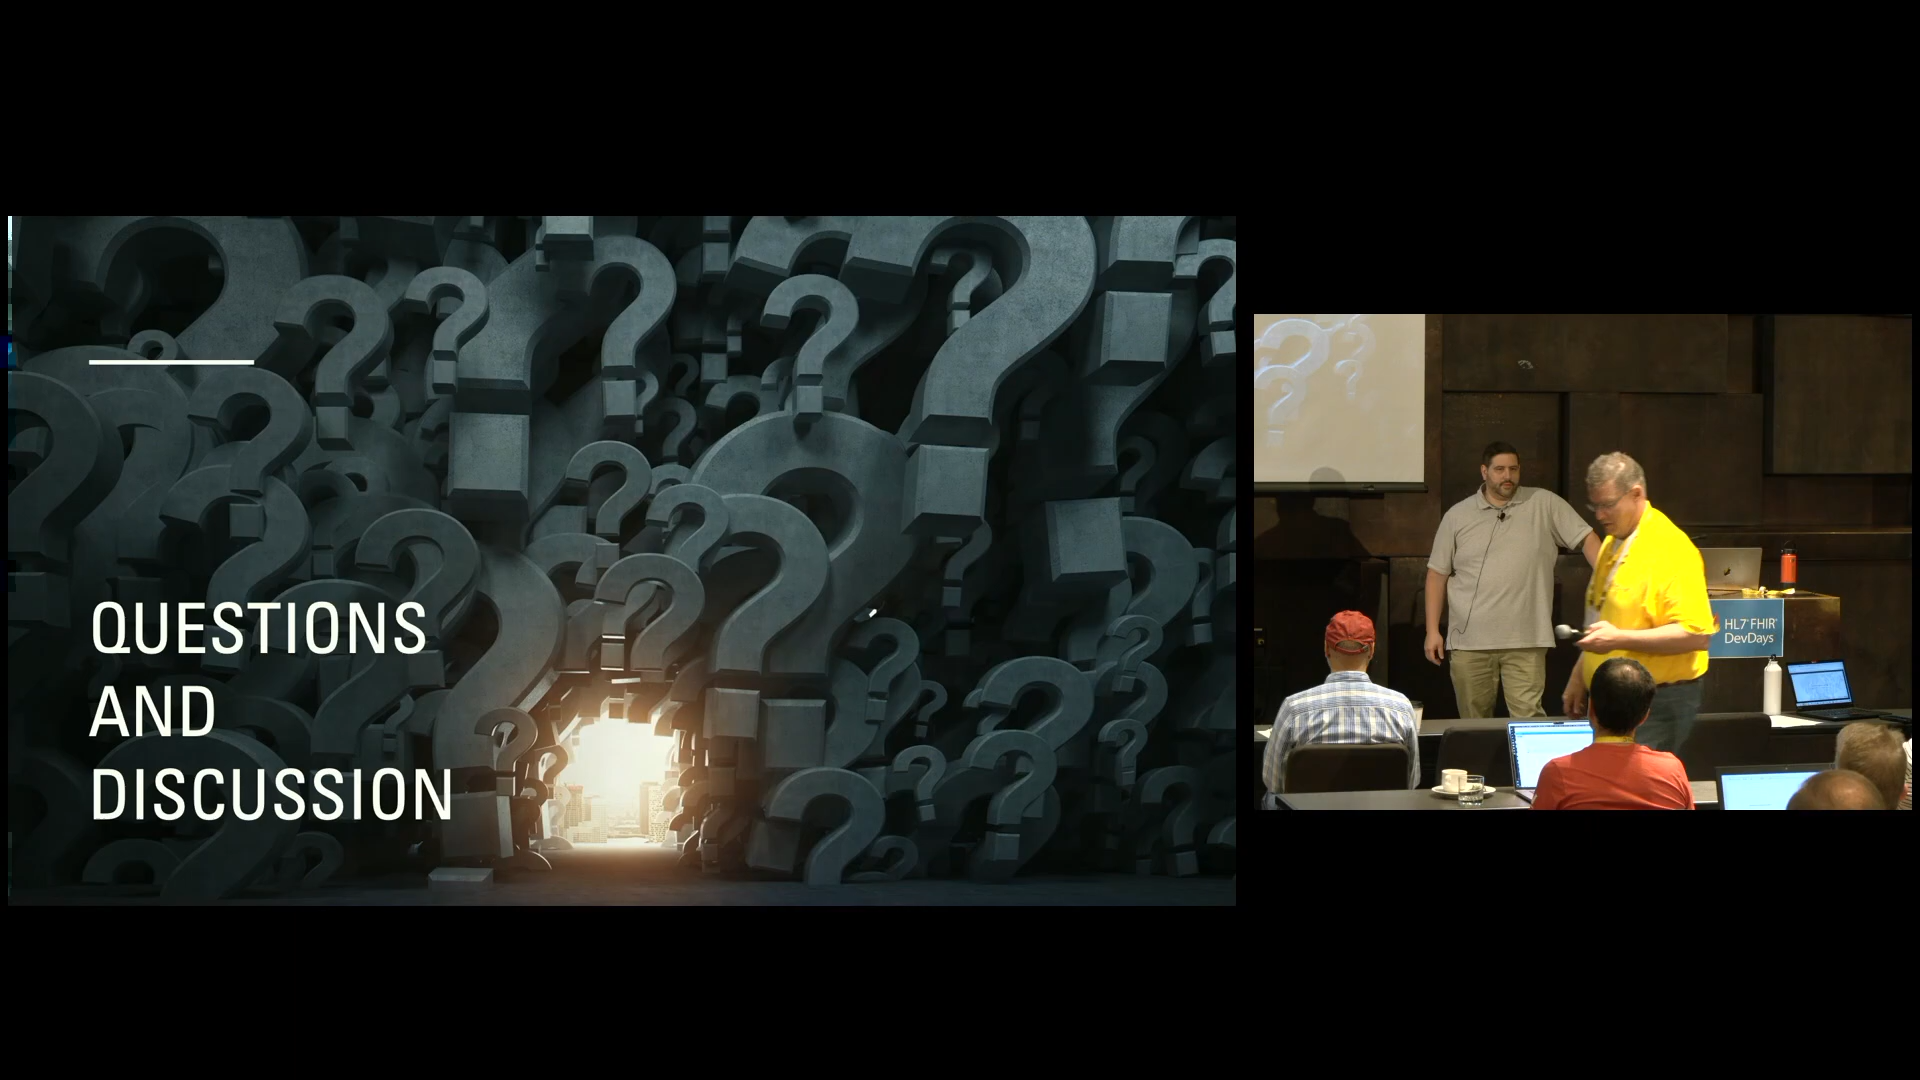 QUESTIONS
AND
DISCUSSION
HL7® FHIR®
DevDays